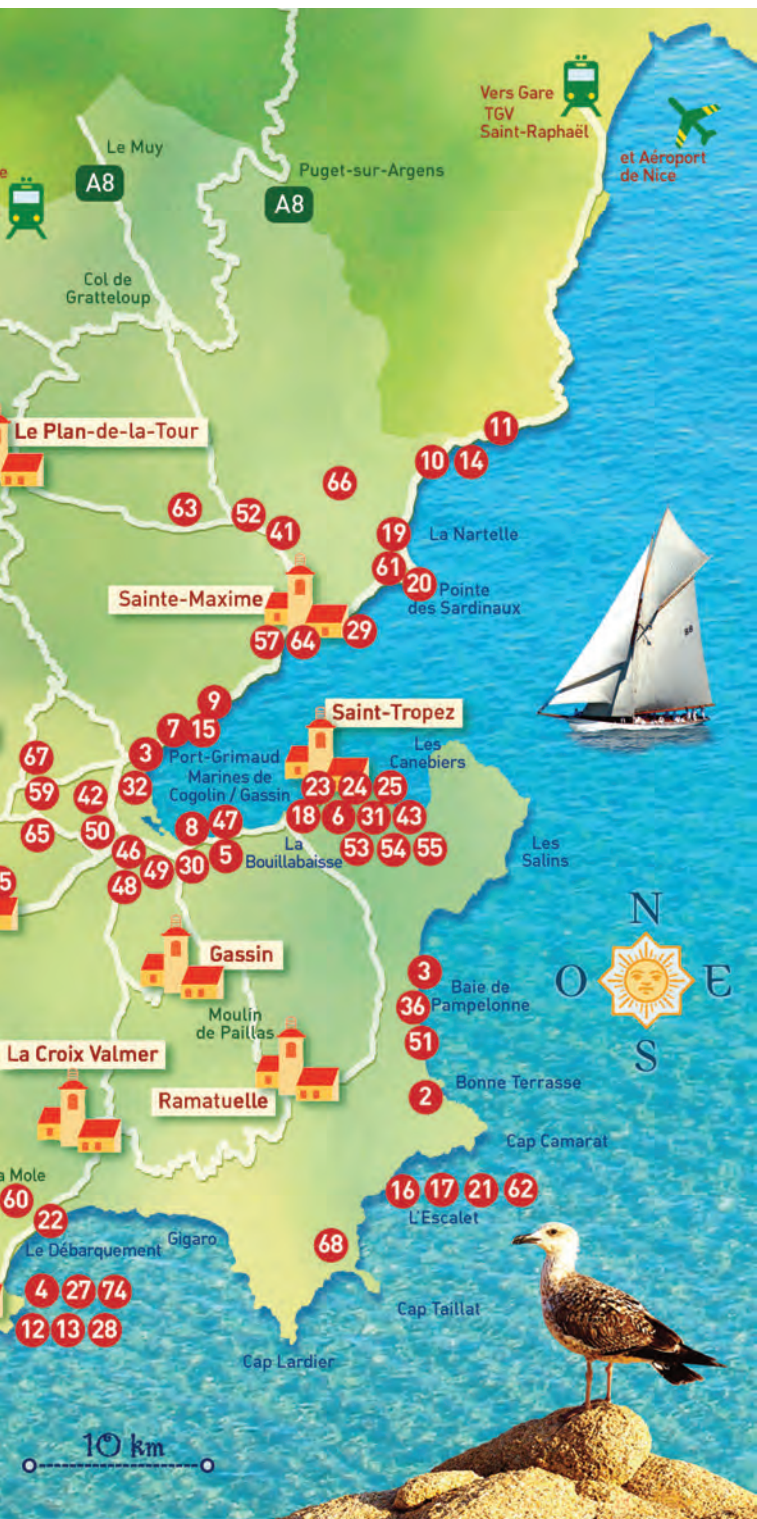 Vers Gare
TGV
Saint-Raphaël
et Aéroport
de Nice
Le Muy
A8
Puget-sur-Argens
A8
Col de
Gratteloup
Le Plan-de-la-Tour
11
10 14
66
63 52
41
19
La Nartelle
61
20
Pointe
des Sardinaux
Sainte-Maxime
57 64 29
88
9
7 15
Saint-Tropez
3
Port-Grimaud
Les
Canebiers
67
59 42 32
Marines de
Cogolin / Gassin
23 24 25
65 50
8 47
18 6 31 43
46
49 30 5
La
Bouillabaisse
53 54 55
48
5
Les
Salins
Gassin
N
O E
S
3
36
51
Baie de
Pampelonne
Moulin
de Paillas
La Croix Valmer
Ramatuelle
2
Bonne Terrasse
Cap Camarat
a Mole
60
22
16 17 21 62
L'Escalet
Le Débarquement
Gigaro
68
4 27 74
12 13 28
Cap Taillat
Cap Lardier
10 km